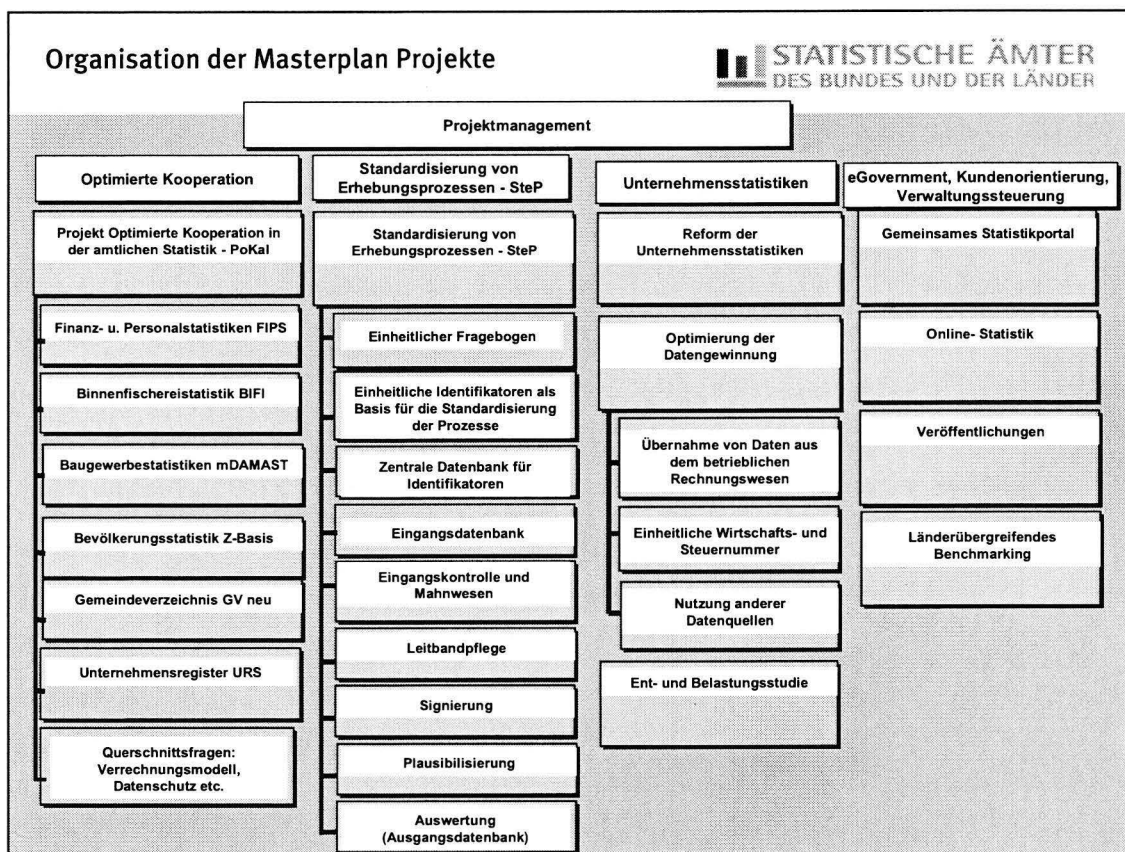 Organisation der Masterplan Projekte
STATISTISCHE ÄMTER
DES BUNDES UND DER LÄNDER
Projektmanagement
Optimierte Kooperation
Projekt Optimierte Kooperation in
der amtlichen Statistik - PoKal
Finanz- u. Personalstatistiken FIPS
Binnenfischereistatistik BIFI
Baugewerbestatistiken mDAMAST
Bevölkerungsstatistik Z-Basis
Gemeindeverzeichnis GV neu
Unternehmensregister URS
Querschnittsfragen:
Verrechnungsmodell,
Datenschutz etc.
Standardisierung von
Erhebungsprozessen - SteP
Standardisierung von
Erhebungsprozessen - SteP
Einheitlicher Fragebogen
Einheitliche Identifikatoren als
Basis für die Standardisierung
der Prozesse
Zentrale Datenbank für
Identifikatoren
Eingangsdatenbank
Eingangskontrolle und
Mahnwesen
Leitbandpflege
Signierung
Plausibilisierung
Auswertung
(Ausgangsdatenbank)
Unternehmensstatistiken
Reform der
Unternehmensstatistiken
Optimierung der
Datengewinnung
Übernahme von Daten aus
dem betrieblichen
Rechnungswesen
Einheitliche Wirtschafts- und
Steuernummer
Nutzung anderer
Datenquellen
Ent- und Belastungsstudie
eGovernment, Kundenorientierung,
Verwaltungssteuerung
Gemeinsames Statistikportal
Online- Statistik
Veröffentlichungen
Länderübergreifendes
Benchmarking